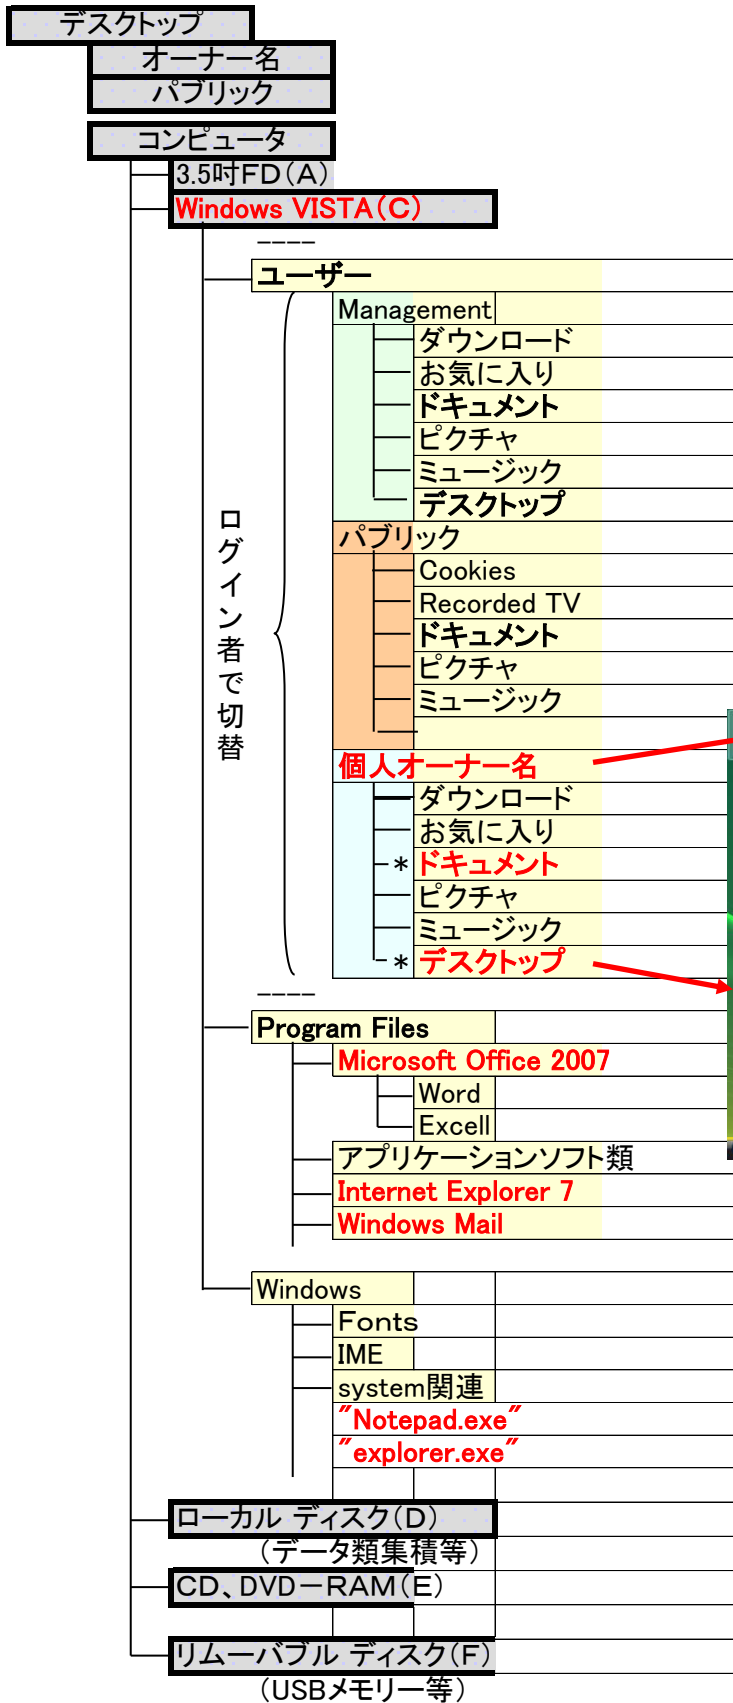 デスクトップ
オーナー名
パブリック
コンピュータ
3.5吋FD(A)
Windows VISTA(C)
----
ユーザー
Management
ダウンロード
お気に入り
ドキュメント
ピクチャ
ミュージック
デスクトップ
ログイン者で切替
パブリック
Cookies
Recorded TV
ドキュメント
ピクチャ
ミュージック
個人オーナー名
ダウンロード
お気に入り
* ドキュメント
ピクチャ
ミュージック
* デスクトップ
----
Program Files
Microsoft Office 2007
Word
Excell
アプリケーションソフト類
Internet Explorer 7
Windows Mail
Windows
Fonts
IME
system関連
"Notepad.exe"
"explorer.exe"
ローカル ディスク(D)
(データ類集積等)
CD、DVD－RAM(E)
リムーバブル ディスク(F)
(USBメモリー等)